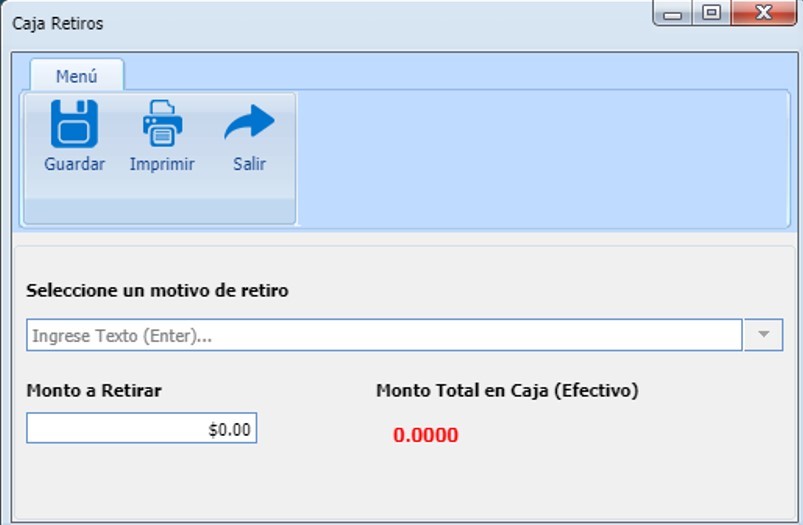 Caja Retiros
Menú
Guardar Imprimir Salir
Seleccione un motivo de retiro
Ingrese Texto (Enter)...
Monto a Retirar Monto Total en Caja (Efectivo)
$0.00 0.0000